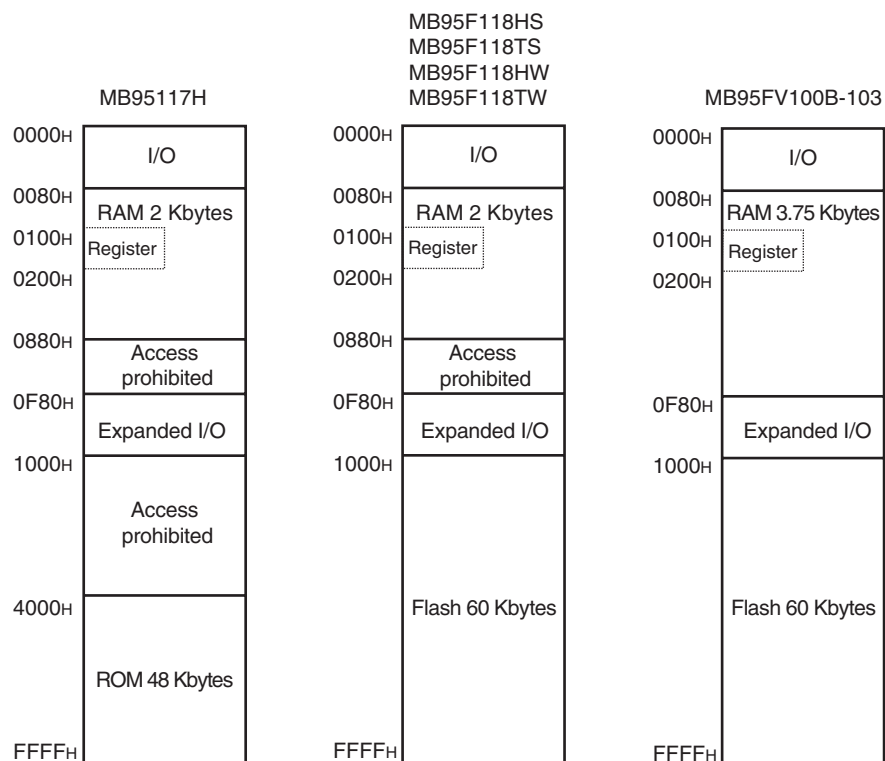 MB95117H
0000H
I/O
0080H
RAM 2 Kbytes
0100H
Register
0200H
0880H
Access
prohibited
0F80H
Expanded I/O
1000H
Access
prohibited
4000H
ROM 48 Kbytes
FFFFH
MB95F118HS
MB95F118TS
MB95F118HW
MB95F118TW
0000H
I/O
0080H
RAM 2 Kbytes
0100H
Register
0200H
0880H
Access
prohibited
0F80H
Expanded I/O
1000H
Flash 60 Kbytes
FFFFH
MB95FV100B-103
0000H
I/O
0080H
RAM 3.75 Kbytes
0100H
Register
0200H
0F80H
Expanded I/O
1000H
Flash 60 Kbytes
FFFFH